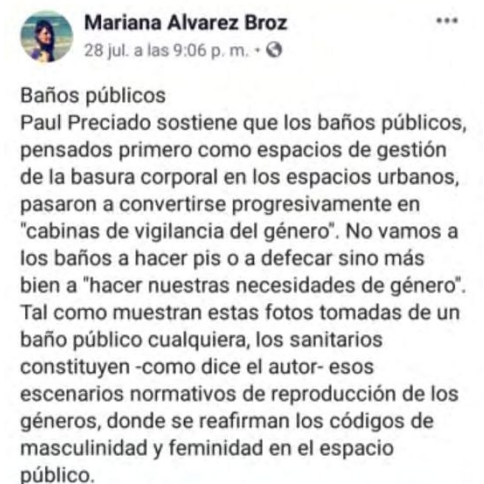 Mariana Alvarez Broz
28 jul. a las 9:06 p. m. ·
Baños públicos
Paul Preciado sostiene que los baños públicos,
pensados primero como espacios de gestión
de la basura corporal en los espacios urbanos,
pasaron a convertirse progresivamente en
"cabinas de vigilancia del género". No vamos a
los baños a hacer pis o a defecar sino más
bien a "hacer nuestras necesidades de género".
Tal como muestran estas fotos tomadas de un
baño público cualquiera, los sanitarios
constituyen -como dice el autor- esos
escenarios normativos de reproducción de los
géneros, donde se reafirman los códigos de
masculinidad y feminidad en el espacio
público.